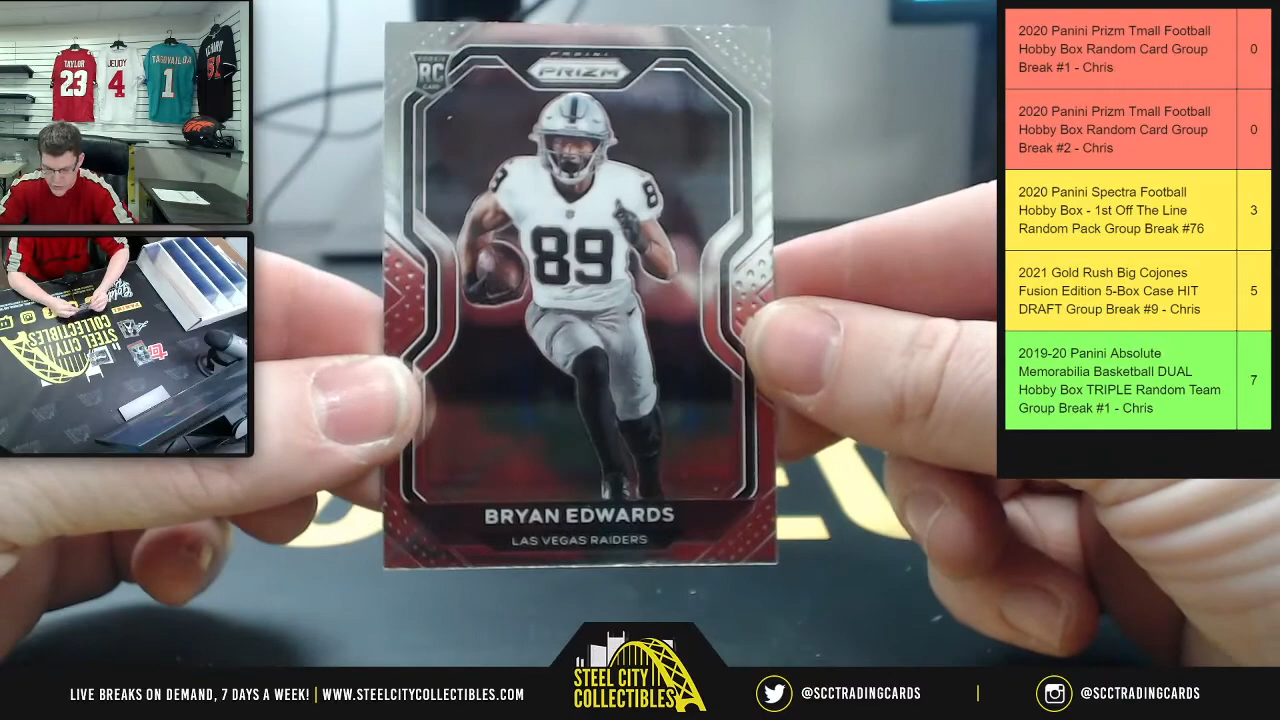 TAYLOR
23
JEUDY
4
TAGOVAILOA
1
STEEL CITY
COLLECTIBLES
RC
PANINI
PRIZM
89
8
BRYAN EDWARDS
LAS VEGAS RAIDERS
2020 Panini Prizm Tmall Football
Hobby Box Random Card Group
Break #1 - Chris
0
2020 Panini Prizm Tmall Football
Hobby Box Random Card Group
Break #2 - Chris
0
2020 Panini Spectra Football
Hobby Box - 1st Off The Line
Random Pack Group Break #76
3
2021 Gold Rush Big Cojones
Fusion Edition 5-Box Case HIT
DRAFT Group Break #9 - Chris
5
2019-20 Panini Absolute
Memorabilia Basketball DUAL
Hobby Box TRIPLE Random Team
Group Break #1 - Chris
7
LIVE BREAKS ON DEMAND, 7 DAYS A WEEK! | WWW.STEELCITYCOLLECTIBLES.COM
STEEL CITY
COLLECTIBLES
@SCCTRADINGCARDS | @SCCTRADINGCARDS